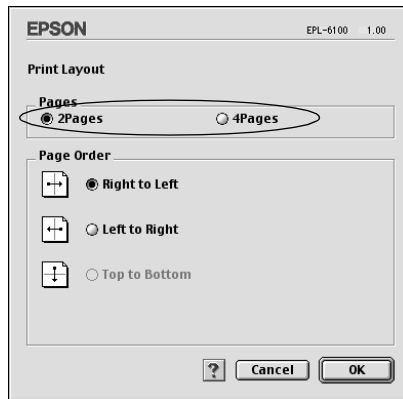 EPSON EPL-6100 1.00
Print Layout
Pages
2Pages 4Pages
Page Order
Right to Left
Left to Right
Top to Bottom
? Cancel OK